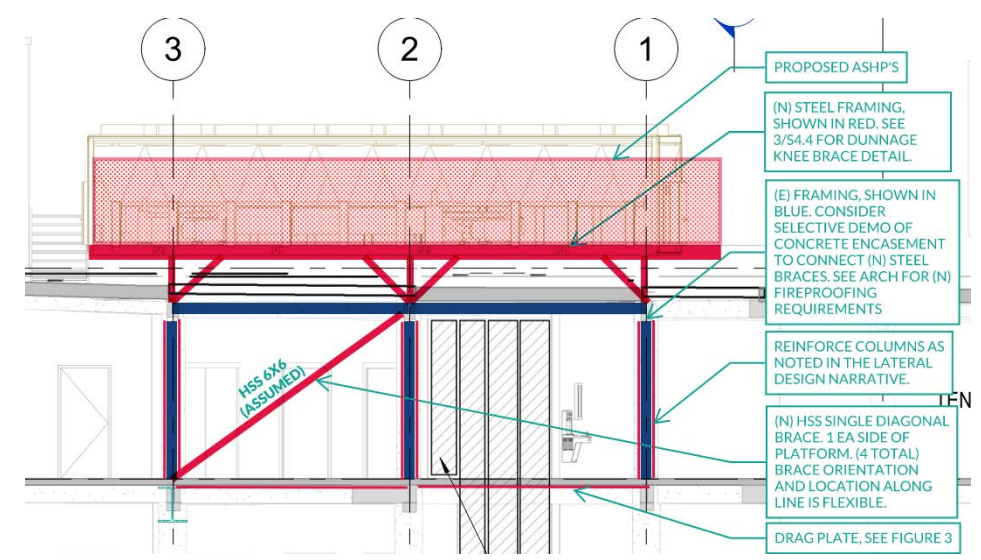 3
2
1
PROPOSED ASHP'S
(N) STEEL FRAMING,
SHOWN IN RED. SEE
3/S4.4 FOR DUNNAGE
KNEE BRACE DETAIL.
(E) FRAMING, SHOWN IN
BLUE. CONSIDER
SELECTIVE DEMO OF
CONCRETE ENCASEMENT
TO CONNECT (N) STEEL
BRACES. SEE ARCH FOR (N)
FIREPROOFING
REQUIREMENTS
REINFORCE COLUMNS AS
NOTED IN THE LATERAL
DESIGN NARRATIVE.
TEN
HSS 6X6
(ASSUMED)
(N) HSS SINGLE DIAGONAL
BRACE. 1 EA SIDE OF
PLATFORM. (4 TOTAL)
BRACE ORIENTATION
AND LOCATION ALONG
LINE IS FLEXIBLE.
DRAG PLATE, SEE FIGURE 3